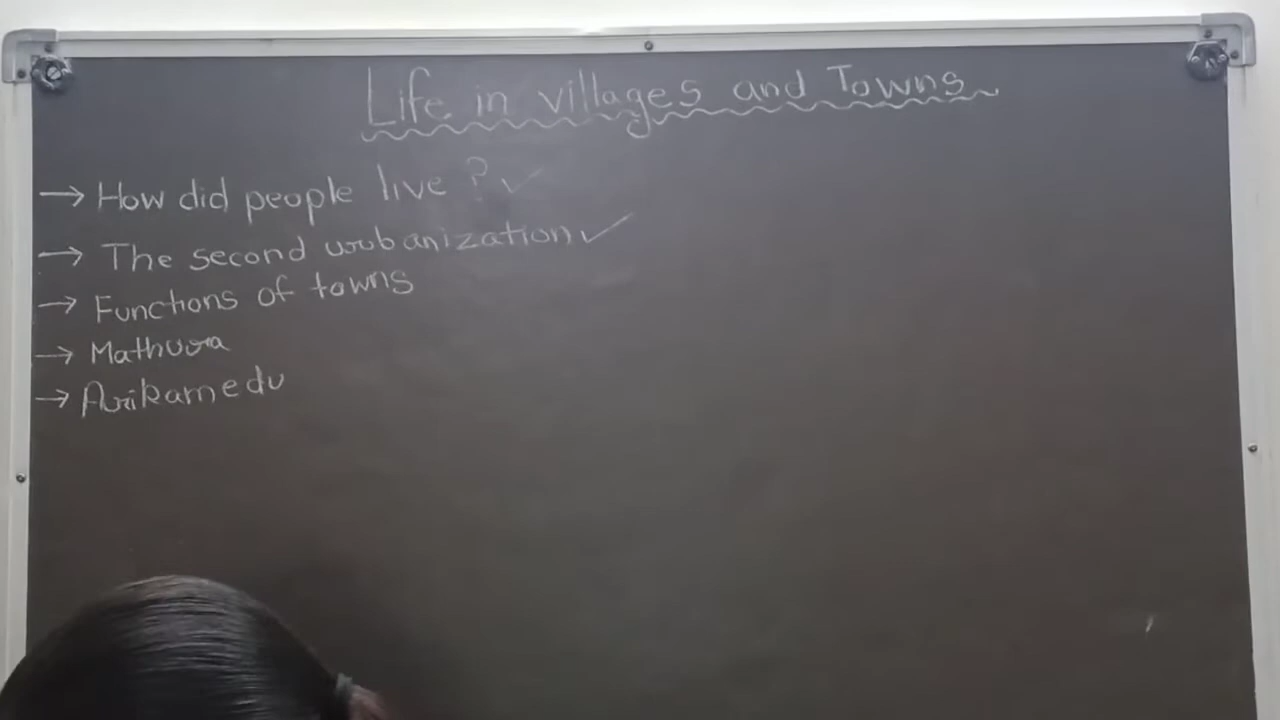 Life in villages and Towns
→ How did people live ? ✓
→ The second urbanization ✓
→ Functions of towns
→ Mathura
→ Arikamedu